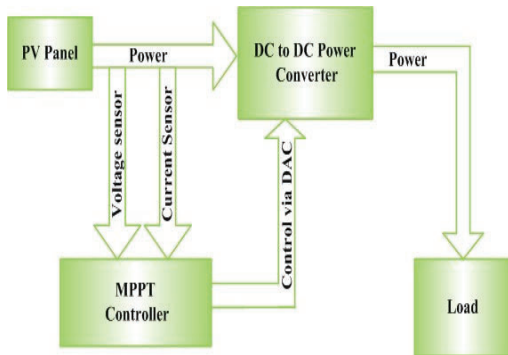 PV Panel
Power
DC to DC Power
Converter
Power
Voltage sensor
Current Sensor
Control via DAC
MPPT
Controller
Load